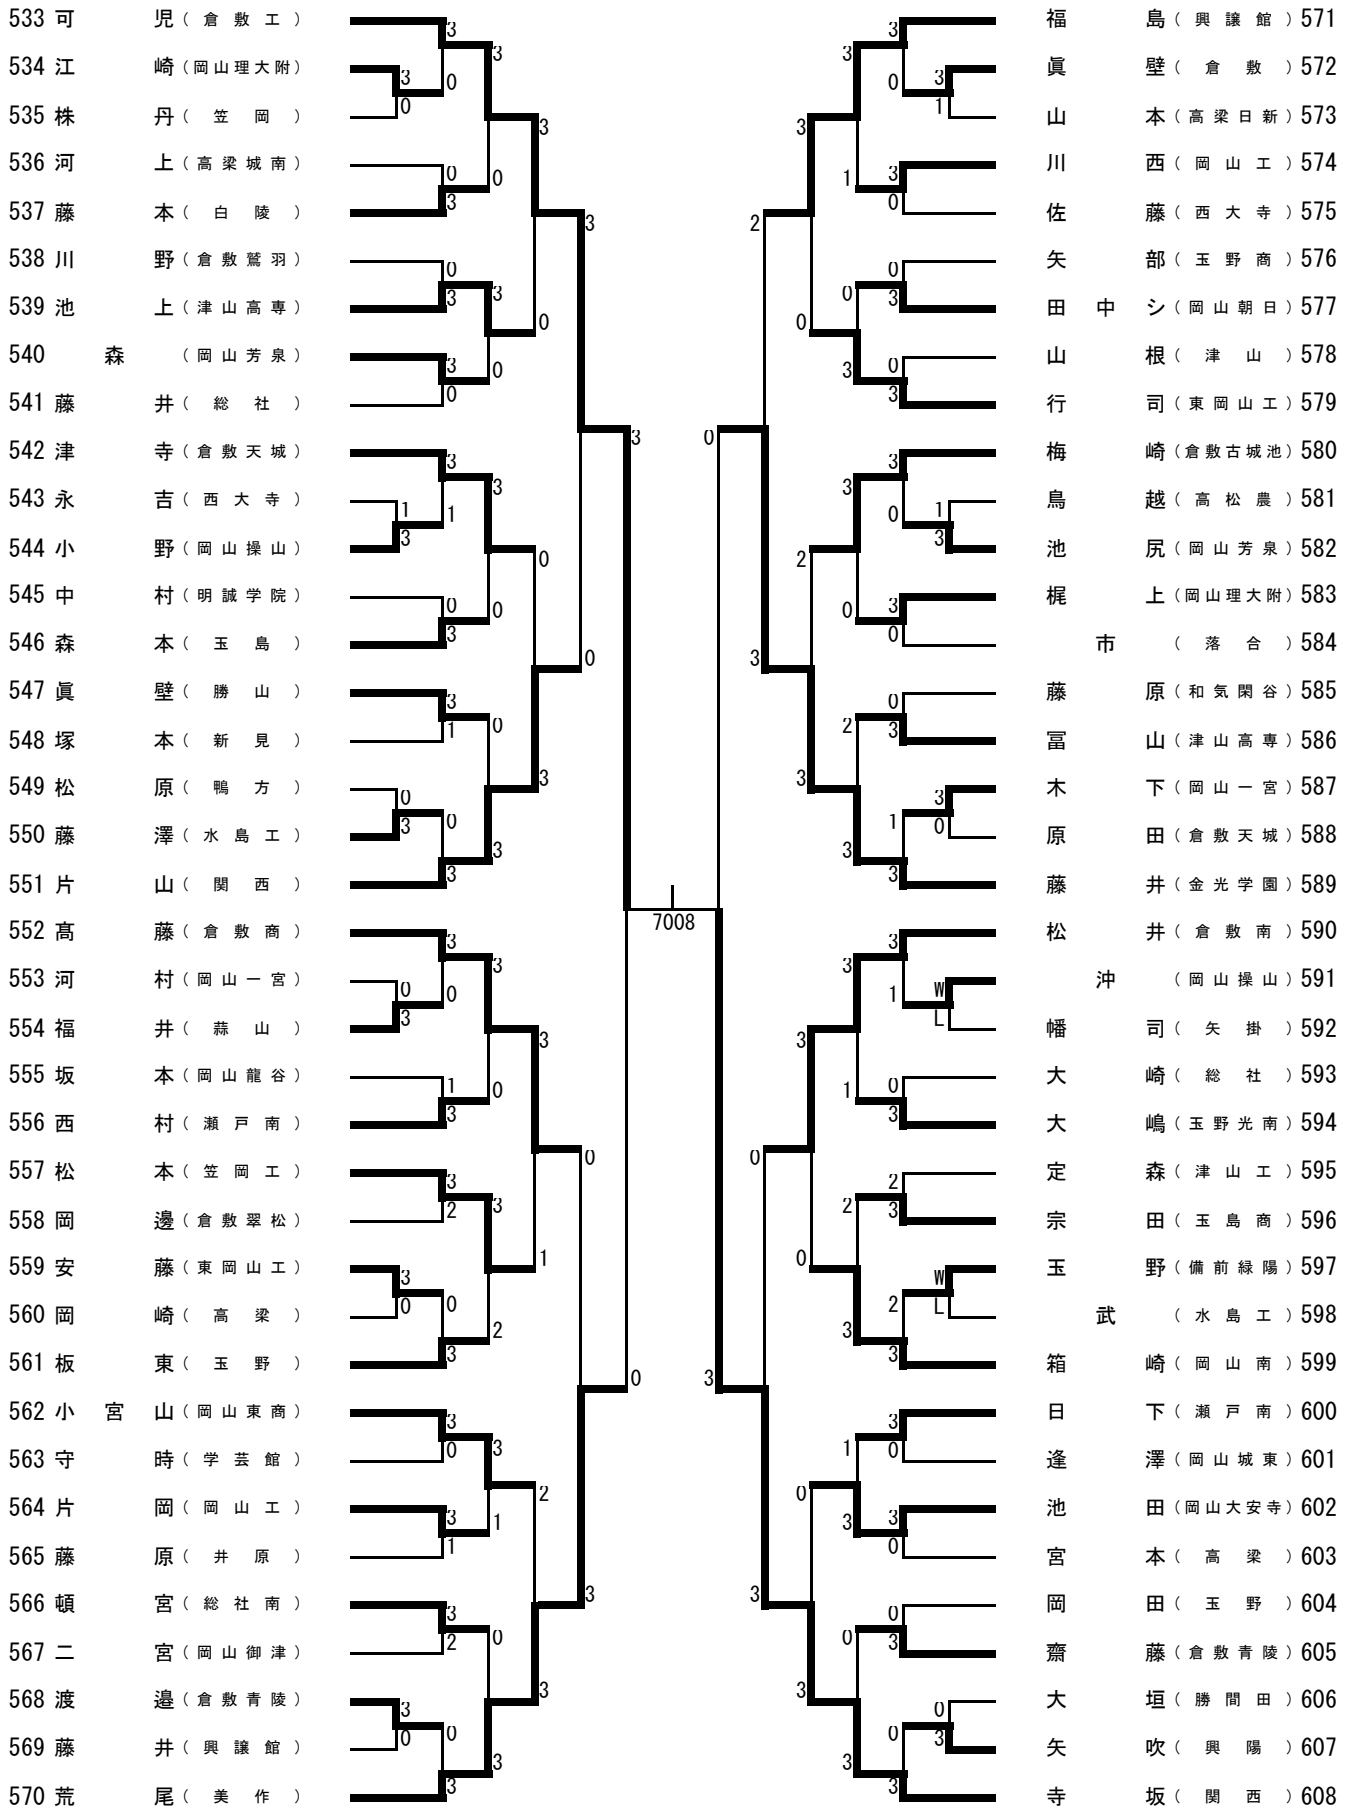 533 可 児 ( 倉 敷 工 )
534 江 崎 ( 岡山理大附 )
535 株 丹 ( 笠 岡 )
536 河 上 ( 高 梁 城 南 )
537 藤 本 ( 白 陵 )
538 川 野 ( 倉 敷 鷲 羽 )
539 池 上 ( 津 山 高 専 )
540 森 ( 岡 山 芳 泉 )
541 藤 井 ( 総 社 )
542 津 寺 ( 倉 敷 天 城 )
543 永 吉 ( 西 大 寺 )
544 小 野 ( 岡 山 操 山 )
545 中 村 ( 明 誠 学 院 )
546 森 本 ( 玉 島 )
547 眞 壁 ( 勝 山 )
548 塚 本 ( 新 見 )
549 松 原 ( 鴨 方 )
550 藤 澤 ( 水 島 工 )
551 片 山 ( 関 西 )
552 髙 藤 ( 倉 敷 商 )
553 河 村 ( 岡 山 一 宮 )
554 福 井 ( 蒜 山 )
555 坂 本 ( 岡 山 龍 谷 )
556 西 村 ( 瀬 戸 南 )
557 松 本 ( 笠 岡 工 )
558 岡 邊 ( 倉 敷 翠 松 )
559 安 藤 ( 東 岡 山 工 )
560 岡 崎 ( 高 梁 )
561 板 東 ( 玉 野 )
562 小 宮 山 ( 岡 山 東 商 )
563 守 時 ( 学 芸 館 )
564 片 岡 ( 岡 山 工 )
565 藤 原 ( 井 原 )
566 頓 宮 ( 総 社 南 )
567 二 宮 ( 岡 山 御 津 )
568 渡 邉 ( 倉 敷 青 陵 )
569 藤 井 ( 興 譲 館 )
570 荒 尾 ( 美 作 )
7008
福 島 ( 興 譲 館 ) 571
眞 壁 ( 倉 敷 ) 572
山 本 ( 高 梁 日 新 ) 573
川 西 ( 岡 山 工 ) 574
佐 藤 ( 西 大 寺 ) 575
矢 部 ( 玉 野 商 ) 576
田 中 シ ( 岡 山 朝 日 ) 577
山 根 ( 津 山 ) 578
行 司 ( 東 岡 山 工 ) 579
梅 崎 ( 倉敷古城池 ) 580
鳥 越 ( 高 松 農 ) 581
池 尻 ( 岡 山 芳 泉 ) 582
梶 上 ( 岡山理大附 ) 583
市 ( 落 合 ) 584
藤 原 ( 和 気 閑 谷 ) 585
冨 山 ( 津 山 高 専 ) 586
木 下 ( 岡 山 一 宮 ) 587
原 田 ( 倉 敷 天 城 ) 588
藤 井 ( 金 光 学 園 ) 589
松 井 ( 倉 敷 南 ) 590
沖 ( 岡 山 操 山 ) 591
幡 司 ( 矢 掛 ) 592
大 崎 ( 総 社 ) 593
大 嶋 ( 玉 野 光 南 ) 594
定 森 ( 津 山 工 ) 595
宗 田 ( 玉 島 商 ) 596
玉 野 ( 備 前 緑 陽 ) 597
武 ( 水 島 工 ) 598
箱 崎 ( 岡 山 南 ) 599
日 下 ( 瀬 戸 南 ) 600
逢 澤 ( 岡 山 城 東 ) 601
池 田 ( 岡山大安寺 ) 602
宮 本 ( 高 梁 ) 603
岡 田 ( 玉 野 ) 604
齋 藤 ( 倉 敷 青 陵 ) 605
大 垣 ( 勝 間 田 ) 606
矢 吹 ( 興 陽 ) 607
寺 坂 ( 関 西 ) 608